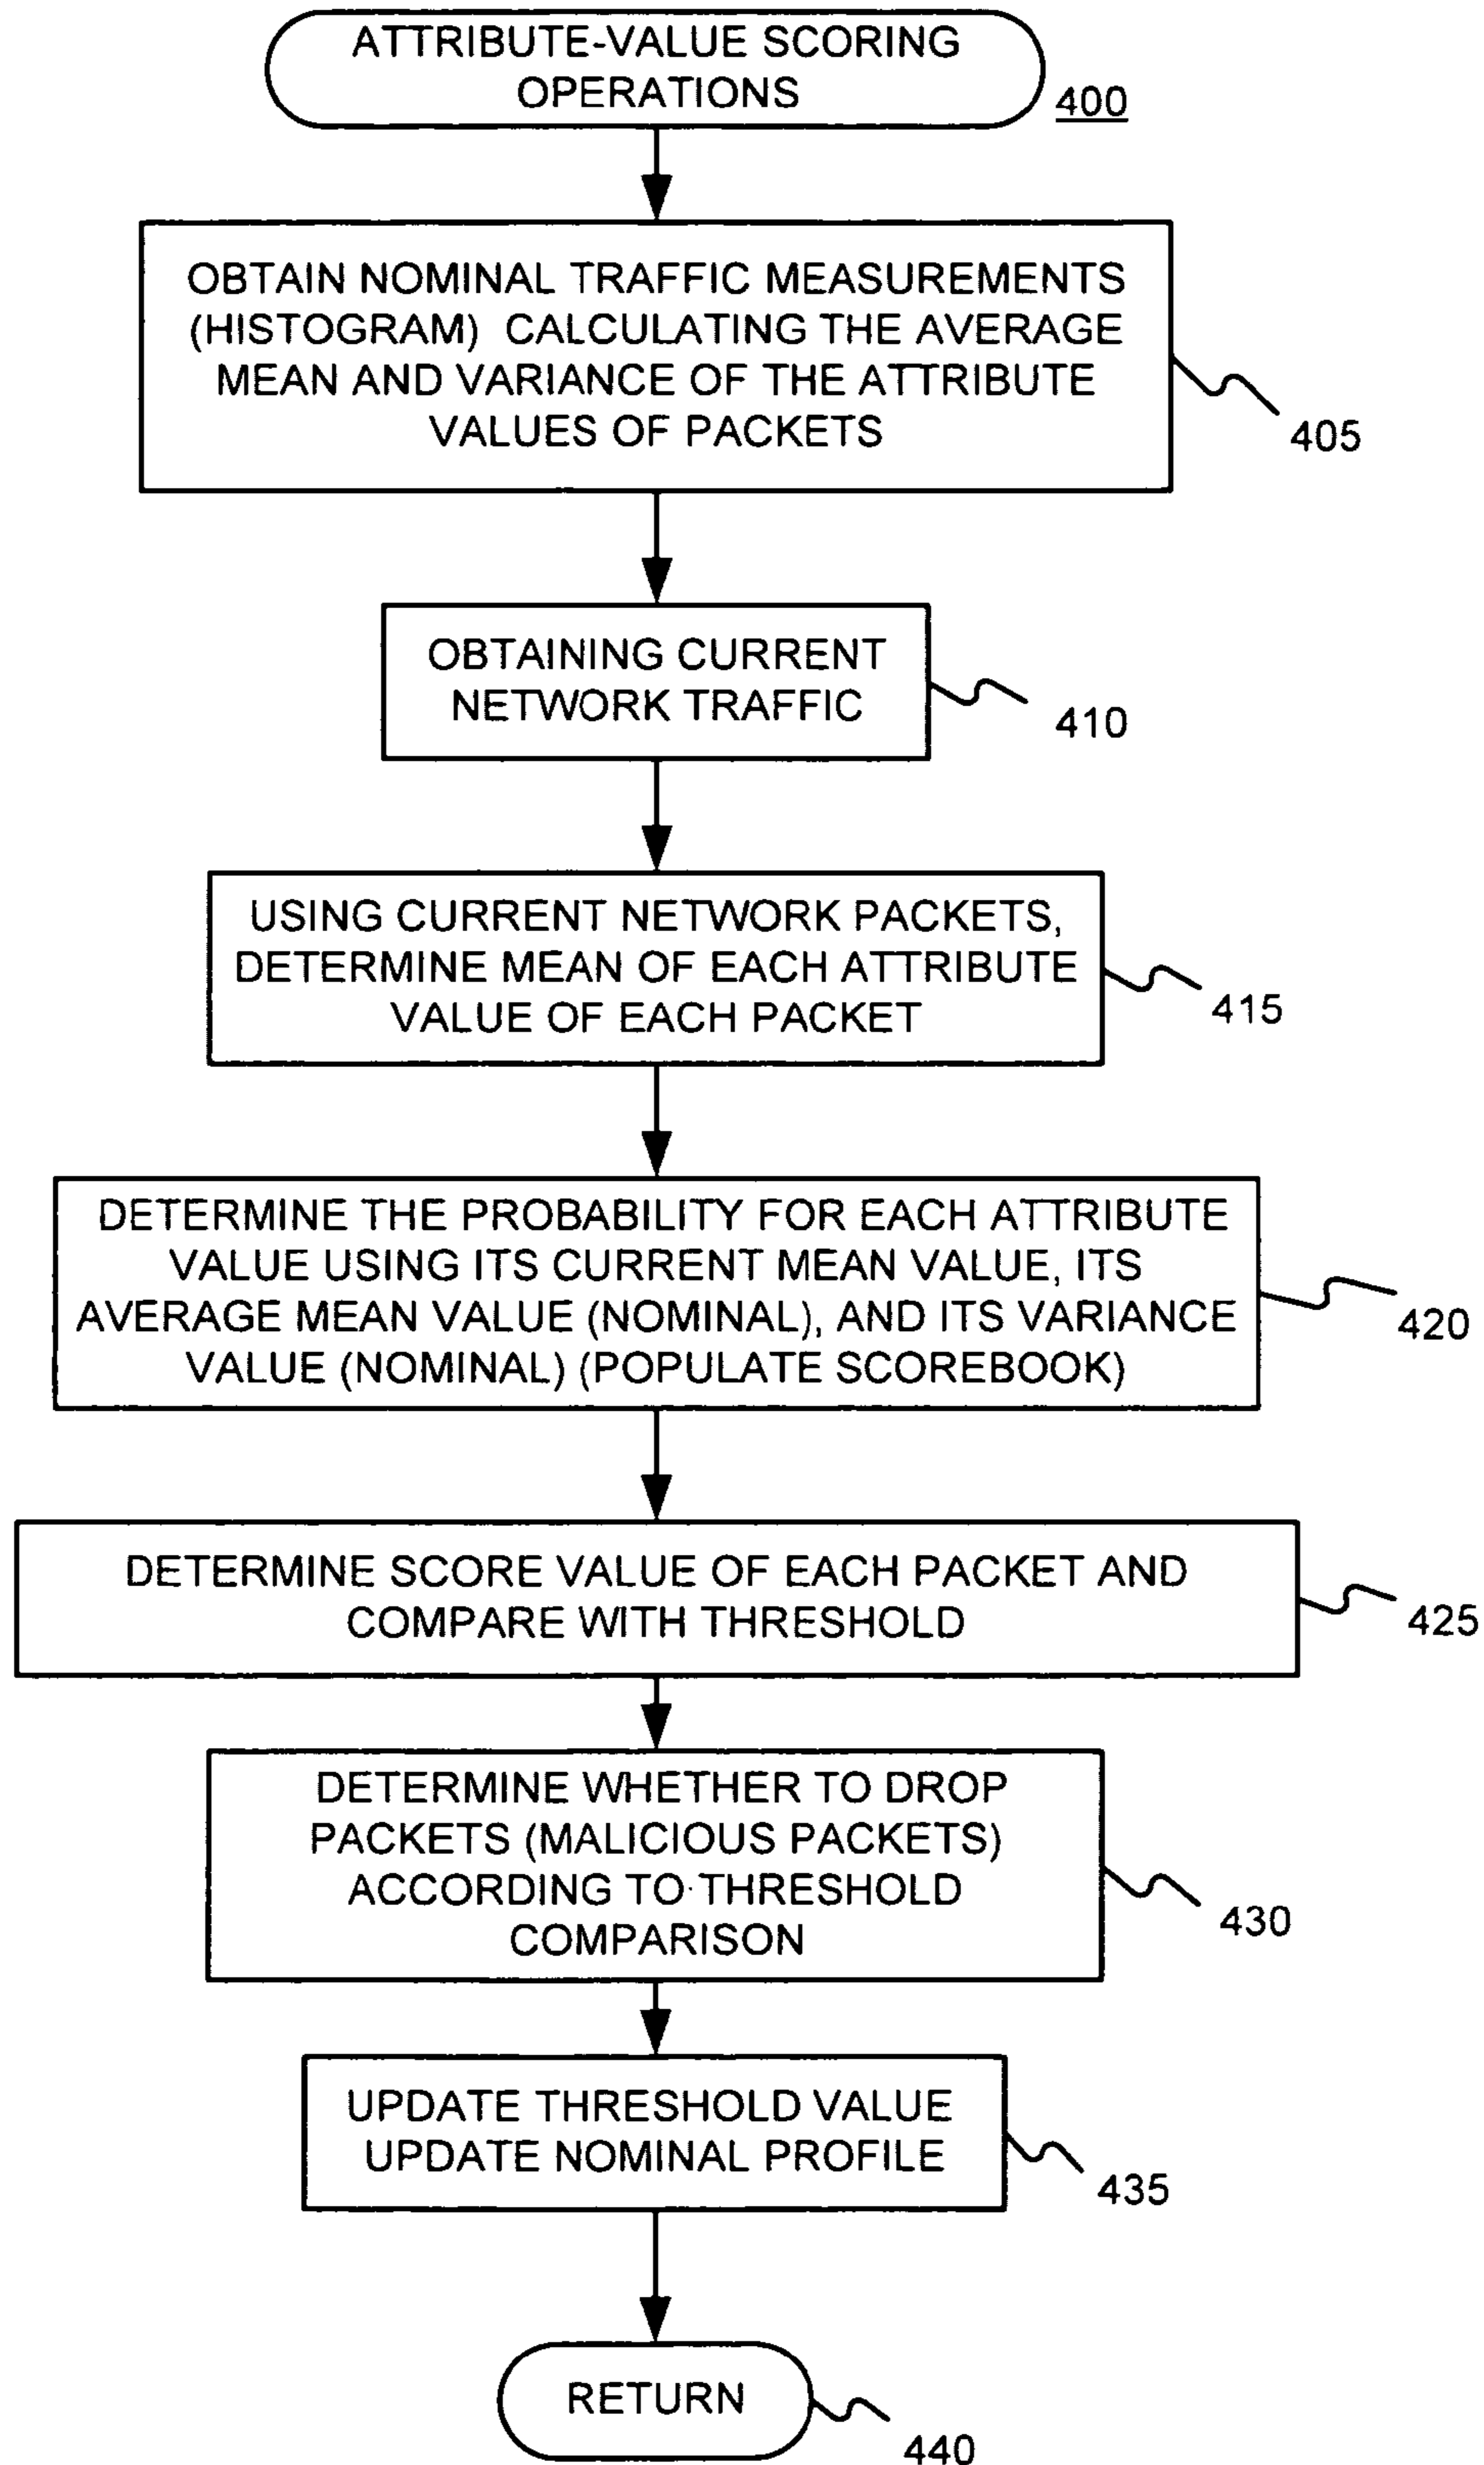 ATTRIBUTE-VALUE SCORING
OPERATIONS
400
OBTAIN NOMINAL TRAFFIC MEASUREMENTS
(HISTOGRAM) CALCULATING THE AVERAGE
MEAN AND VARIANCE OF THE ATTRIBUTE
VALUES OF PACKETS
405
OBTAINING CURRENT
NETWORK TRAFFIC
410
USING CURRENT NETWORK PACKETS,
DETERMINE MEAN OF EACH ATTRIBUTE
VALUE OF EACH PACKET
415
DETERMINE THE PROBABILITY FOR EACH ATTRIBUTE
VALUE USING ITS CURRENT MEAN VALUE, ITS
AVERAGE MEAN VALUE (NOMINAL), AND ITS VARIANCE
VALUE (NOMINAL) (POPULATE SCOREBOOK)
420
DETERMINE SCORE VALUE OF EACH PACKET AND
COMPARE WITH THRESHOLD
425
DETERMINE WHETHER TO DROP
PACKETS (MALICIOUS PACKETS)
ACCORDING TO THRESHOLD
COMPARISON
430
UPDATE THRESHOLD VALUE
UPDATE NOMINAL PROFILE
435
RETURN
440